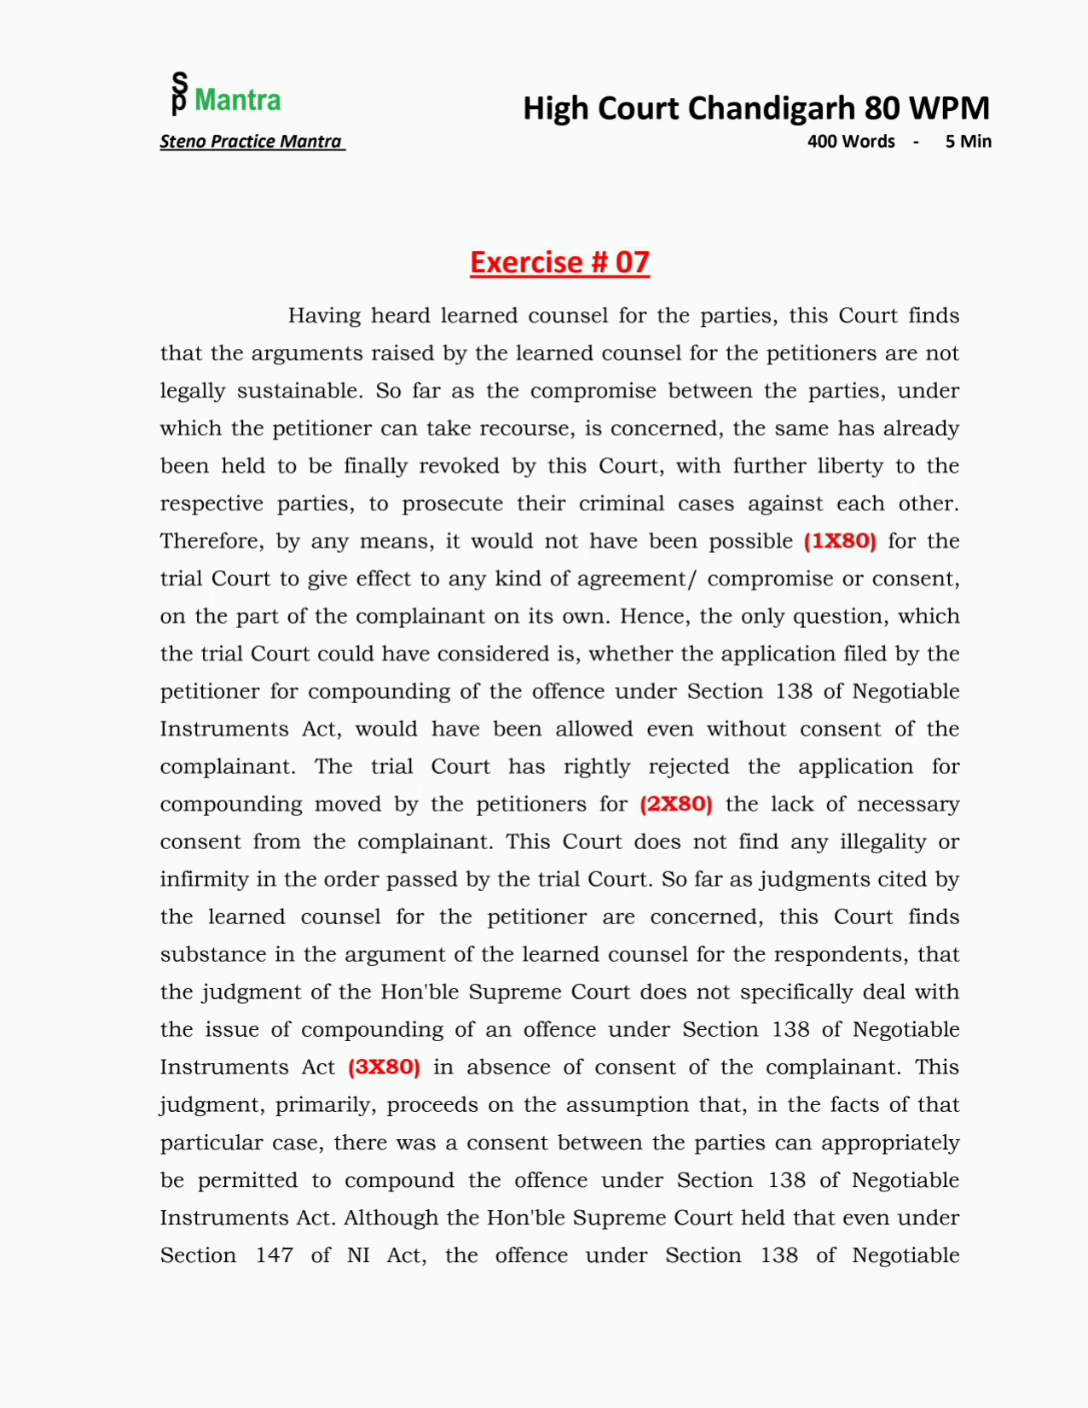 Sp Mantra
High Court Chandigarh 80 WPM
Steno Practice Mantra
400 Words - 5 Min
Exercise # 07
Having heard learned counsel for the parties, this Court finds
that the arguments raised by the learned counsel for the petitioners are not
legally sustainable. So far as the compromise between the parties, under
which the petitioner can take recourse, is concerned, the same has already
been held to be finally revoked by this Court, with further liberty to the
respective parties, to prosecute their criminal cases against each other.
Therefore, by any means, it would not have been possible (1X80) for the
trial Court to give effect to any kind of agreement/ compromise or consent,
on the part of the complainant on its own. Hence, the only question, which
the trial Court could have considered is, whether the application filed by the
petitioner for compounding of the offence under Section 138 of Negotiable
Instruments Act, would have been allowed even without consent of the
complainant. The trial Court has rightly rejected the application for
compounding moved by the petitioners for (2X80) the lack of necessary
consent from the complainant. This Court does not find any illegality or
infirmity in the order passed by the trial Court. So far as judgments cited by
the learned counsel for the petitioner are concerned, this Court finds
substance in the argument of the learned counsel for the respondents, that
the judgment of the Hon'ble Supreme Court does not specifically deal with
the issue of compounding of an offence under Section 138 of Negotiable
Instruments Act (3X80) in absence of consent of the complainant. This
judgment, primarily, proceeds on the assumption that, in the facts of that
particular case, there was a consent between the parties can appropriately
be permitted to compound the offence under Section 138 of Negotiable
Instruments Act. Although the Hon'ble Supreme Court held that even under
Section 147 of NI Act, the offence under Section 138 of Negotiable